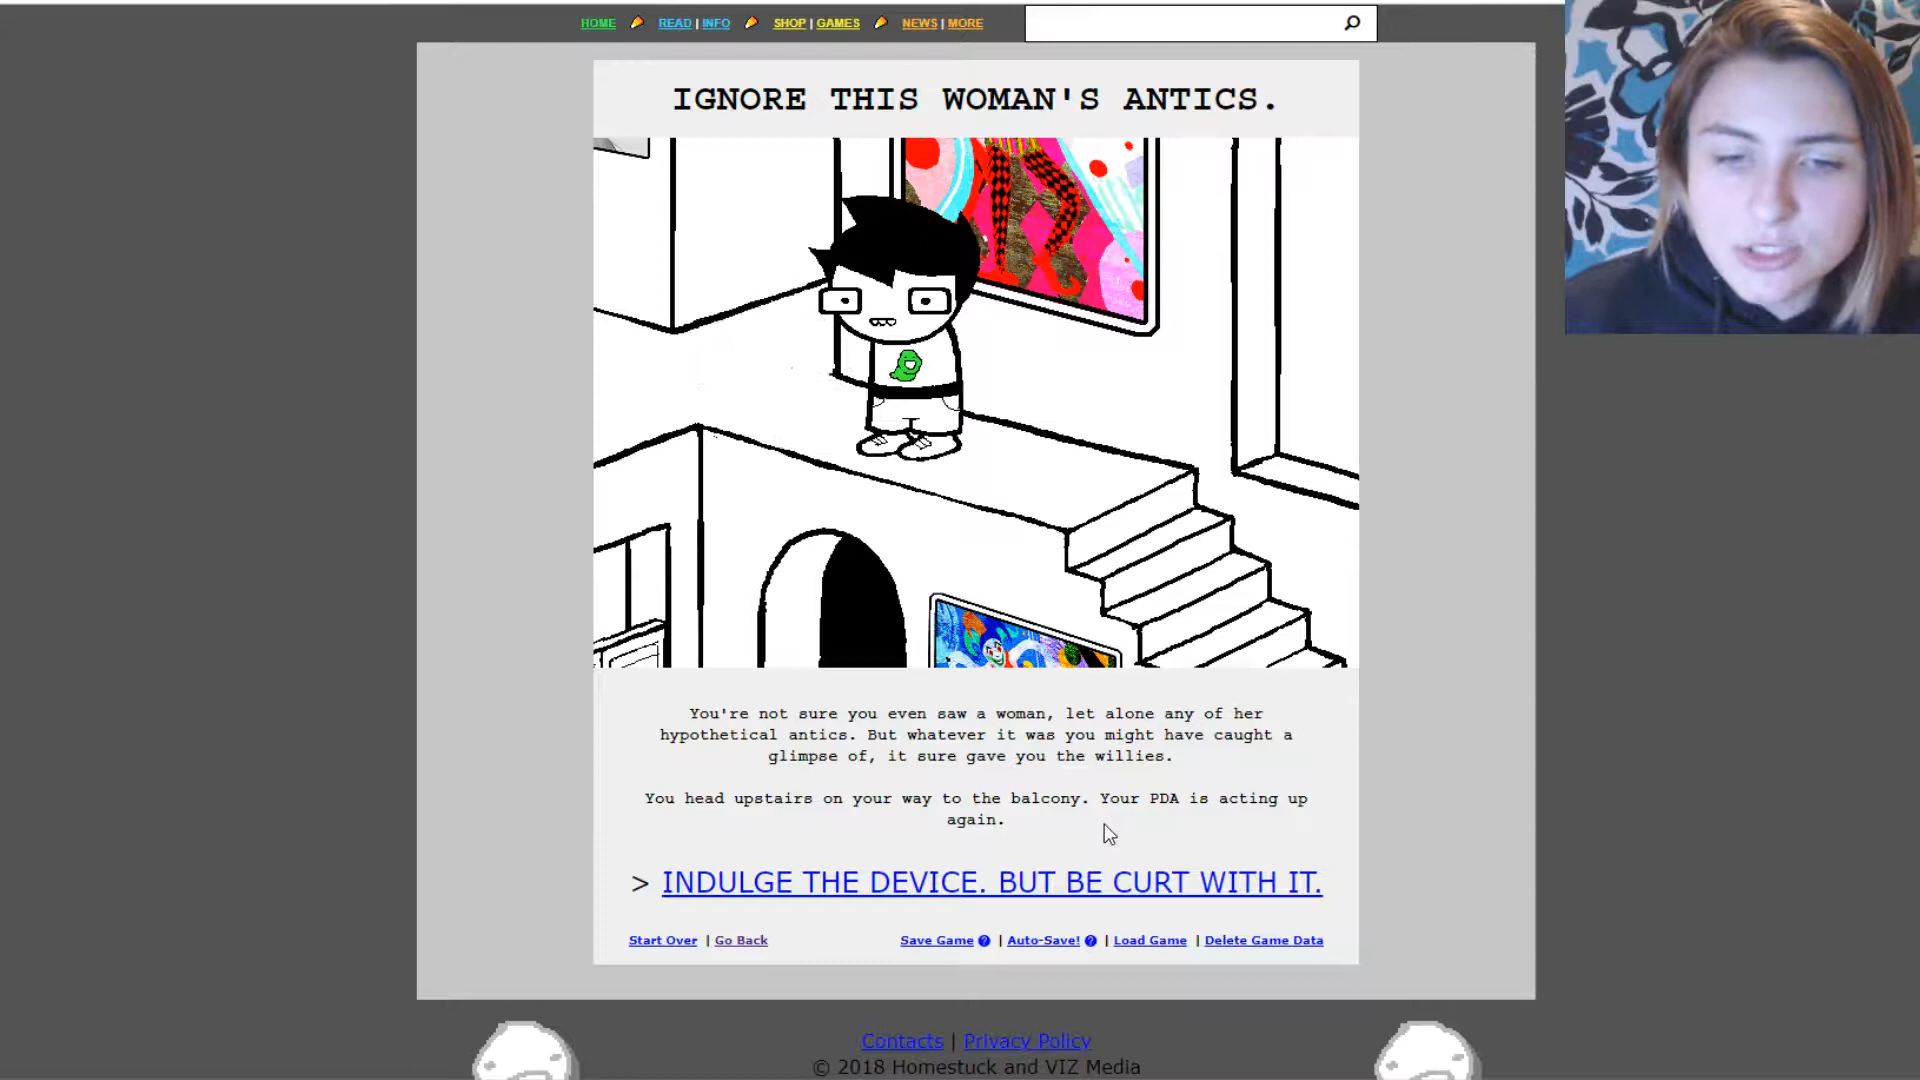 HOME READ | INFO SHOP | GAMES NEWS | MORE
IGNORE THIS WOMAN'S ANTICS.
You're not sure you even saw a woman, let alone any of her
hypothetical antics. But whatever it was you might have caught a
glimpse of, it sure gave you the willies.
You head upstairs on your way to the balcony. Your PDA is acting up
again.
> INDULGE THE DEVICE. BUT BE CURT WITH IT.
Start Over | Go Back Save Game ? | Auto-Save! ? | Load Game | Delete Game Data
Contacts | Privacy Policy
© 2018 Homestuck and VIZ Media